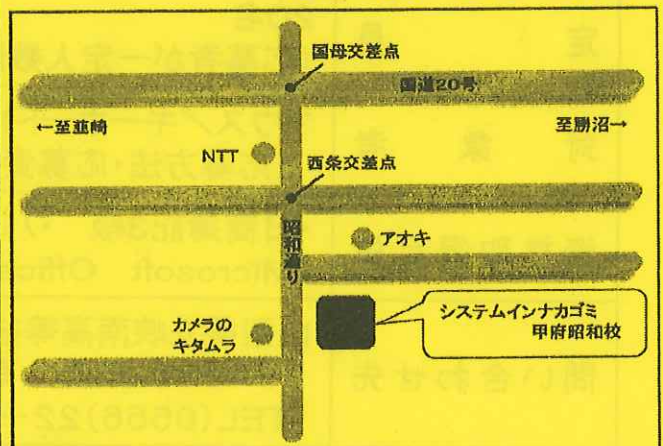 国母交差点
国道20号
←至韮崎
至勝沼→
NTT
西条交差点
昭和通り
アオキ
システムインナカゴミ
甲府昭和校
カメラの
キタムラ